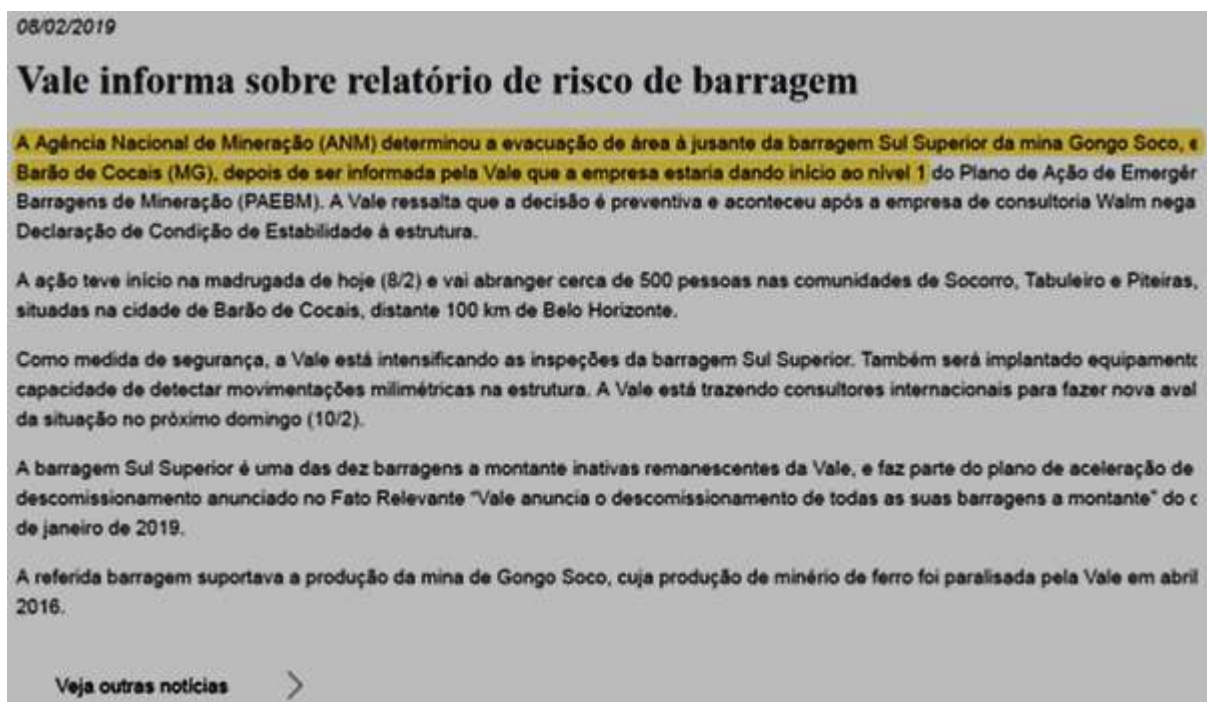 08/02/2019
Vale informa sobre relatório de risco de barragem
A Agência Nacional de Mineração (ANM) determinou a evacuação de área à jusante da barragem Sul Superior da mina Gongo Soco,
Barão de Cocais (MG), depois de ser informada pela Vale que a empresa estaria dando início ao nível 1 do Plano de Ação de
Barragens de Mineração (PAEBM). A Vale ressalta que a decisão é preventiva e aconteceu após a empresa de consultoria Walm
Declaração de Condição de Estabilidade à estrutura.
A ação teve início na madrugada de hoje (8/2) e vai abranger cerca de 500 pessoas nas comunidades de Socorro, Tabuleiro e Piteiras,
situadas na cidade de Barão de Cocais, distante 100 km de Belo Horizonte.
Como medida de segurança, a Vale está intensificando as inspeções da barragem Sul Superior. Também será implantado
capacidade de detectar movimentações milimétricas na estrutura. A Vale está trazendo consultores internacionais para fazer nova
da situação no próximo domingo (10/2).
A barragem Sul Superior é uma das dez barragens a montante inativas remanescentes da Vale, e faz parte do plano de aceleração de
descomissionamento anunciado no Fato Relevante "Vale anuncia o descomissionamento de todas as suas barragens a montante" do
de janeiro de 2019.
A referida barragem suportava a produção da mina de Gongo Soco, cuja produção de minério de ferro foi paralisada pela Vale em abril
2016.
Veja outras notícias